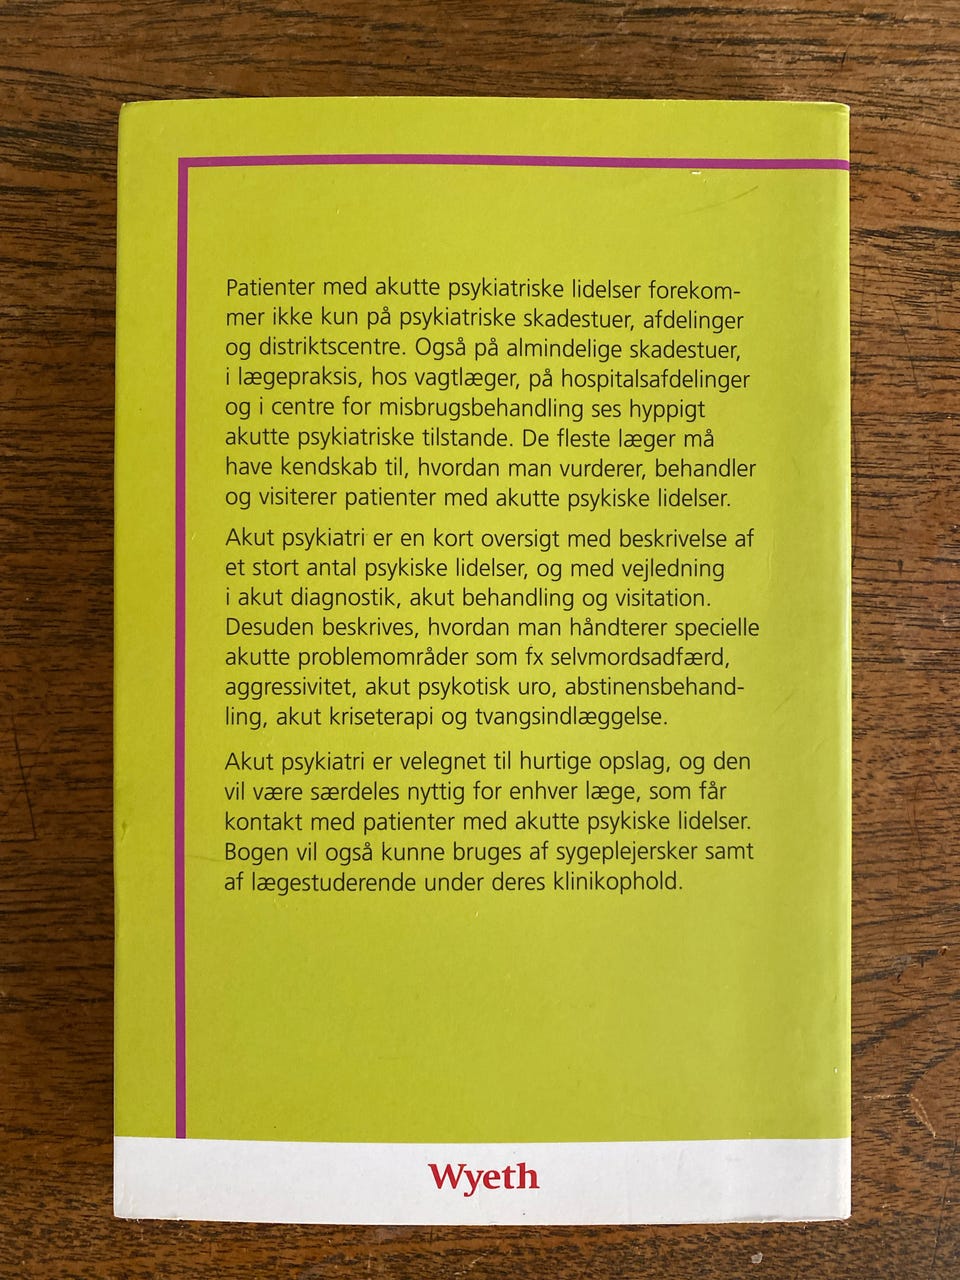 Patienter med akutte psykiatriske lidelser forekom-
mer ikke kun på psykiatriske skadestuer, afdelinger
og distriktscentre. Også på almindelige skadestuer,
i lægepraksis, hos vagtlæger, på hospitalsafdelinger
og i centre for misbrugsbehandling ses hyppigt
akutte psykiatriske tilstande. De fleste læger må
have kendskab til, hvordan man vurderer, behandler
og visiterer patienter med akutte psykiske lidelser.
Akut psykiatri er en kort oversigt med beskrivelse af
et stort antal psykiske lidelser, og med vejledning
i akut diagnostik, akut behandling og visitation.
Desuden beskrives, hvordan man håndterer specielle
akutte problemområder som fx selvmordsadfærd,
aggressivitet, akut psykotisk uro, abstinensbehand-
ling, akut kriseterapi og tvangsindlæggelse.
Akut psykiatri er velegnet til hurtige opslag, og den
vil være særdeles nyttig for enhver læge, som får
kontakt med patienter med akutte psykiske lidelser.
Bogen vil også kunne bruges af sygeplejersker samt
af lægestuderende under deres klinikophold.
Wyeth